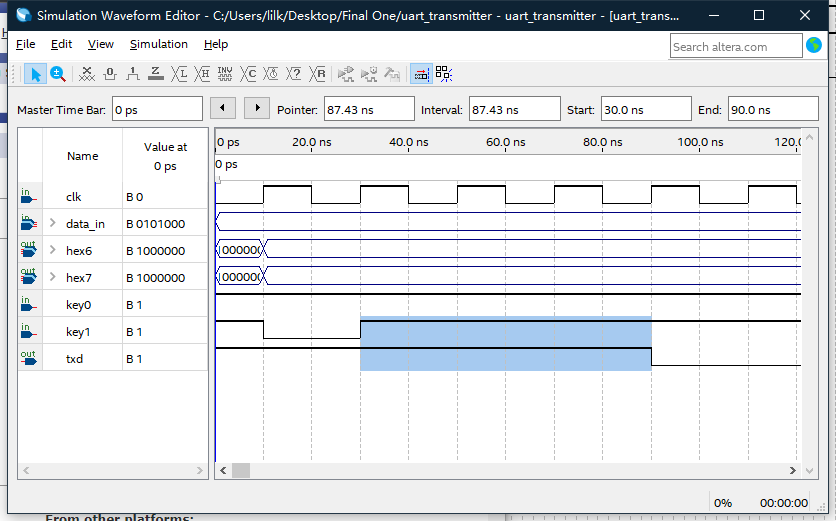 Simulation Waveform Editor - C:/Users/lilk/Desktop/Final One/uart_transmitter - uart_transmitter - [uart_trans...
File Edit View Simulation Help
Search altera.com
Master Time Bar: 0 ps Pointer: 87.43 ns Interval: 87.43 ns Start: 30.0 ns End: 90.0 ns
Name Value at 0 ps
0 ps 20.0 ns 40.0 ns 60.0 ns 80.0 ns 100.0 ns 120.0
0 ps
in clk B 0
in data_in B 0101000
out hex6 B 1000000
out hex7 B 1000000
in key0 B 1
in key1 B 1
out txd B 1
0% 00:00:00
From other platforms: